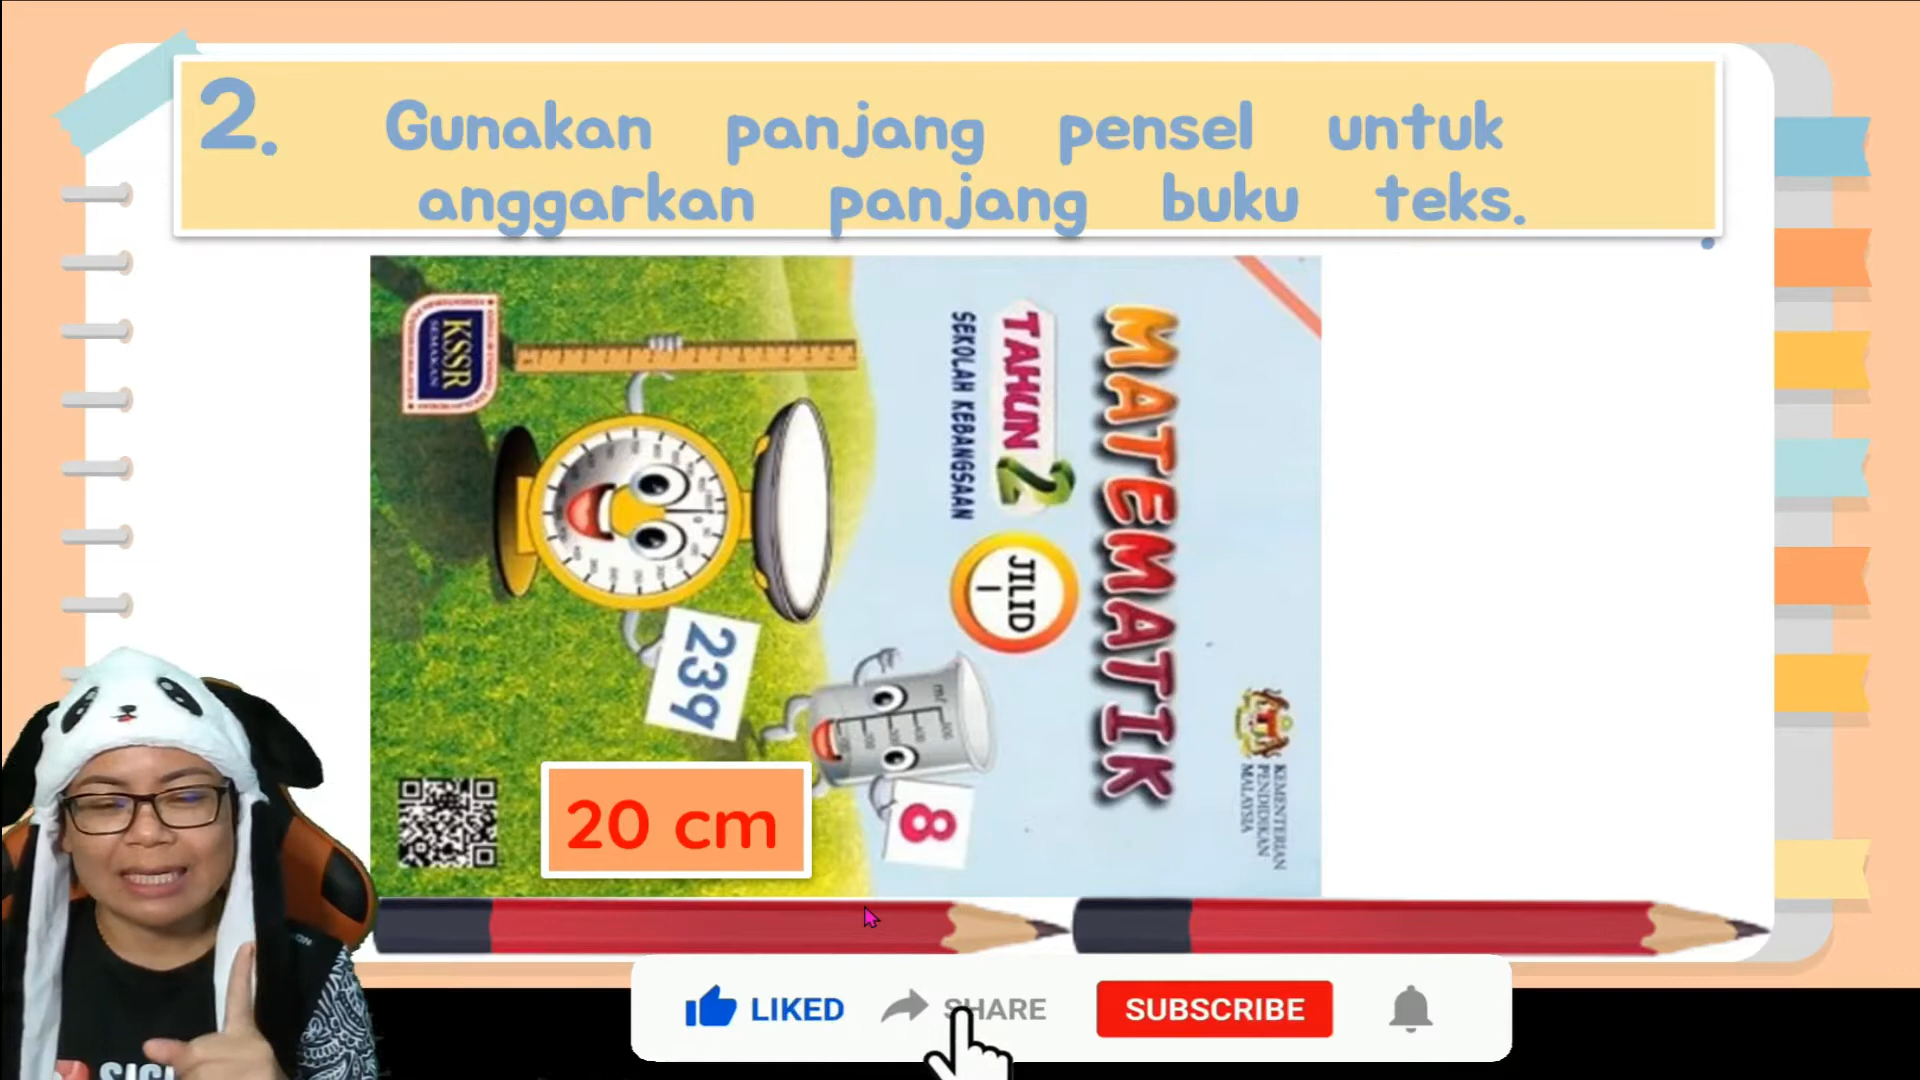 2. Gunakan panjang pensel untuk
anggarkan panjang buku teks.
.
KSSR
SEMAKAN
MATEMATIK
TAHUN 2
SEKOLAH KEBANGSAAN
JILID
1
239
8
KEMENTERIAN
PENDIDIKAN
MALAYSIA
20 cm
LIKED
SHARE
SUBSCRIBE